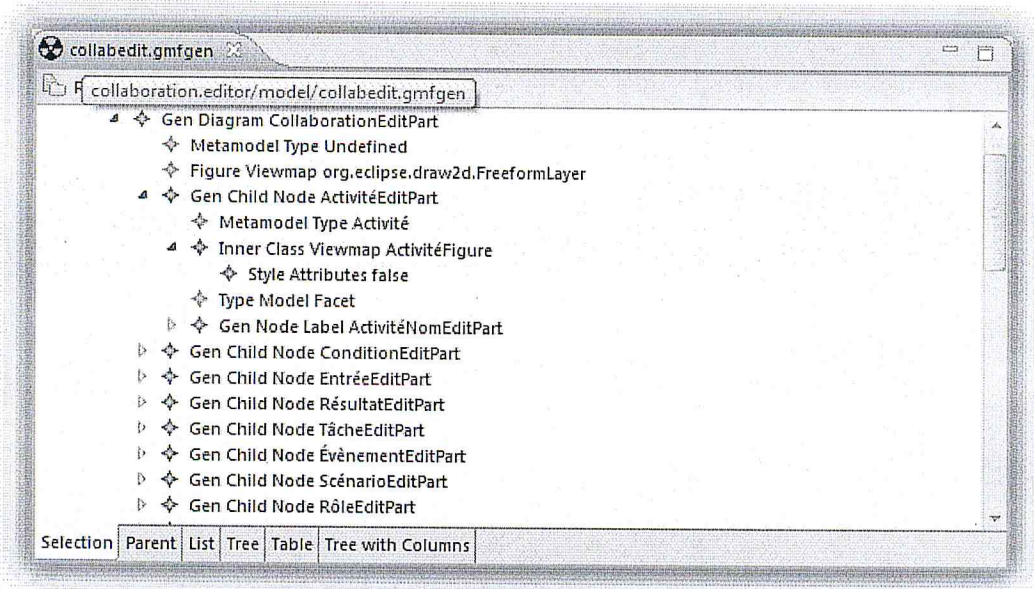 collabedit.gmfgen
collaboration.editor/model/collabedit.gmfgen
Gen Diagram CollaborationEditPart
Metamodel Type Undefined
Figure Viewmap org.eclipse.draw2d.FreeformLayer
Gen Child Node ActivitéEditPart
Metamodel Type Activité
Inner Class Viewmap ActivitéFigure
Style Attributes false
Type Model Facet
Gen Node Label ActivitéNomEditPart
Gen Child Node ConditionEditPart
Gen Child Node EntréeEditPart
Gen Child Node RésultatEditPart
Gen Child Node TâcheEditPart
Gen Child Node ÉvènementEditPart
Gen Child Node ScénarioEditPart
Gen Child Node RôleEditPart
Selection Parent List Tree Table Tree with Columns